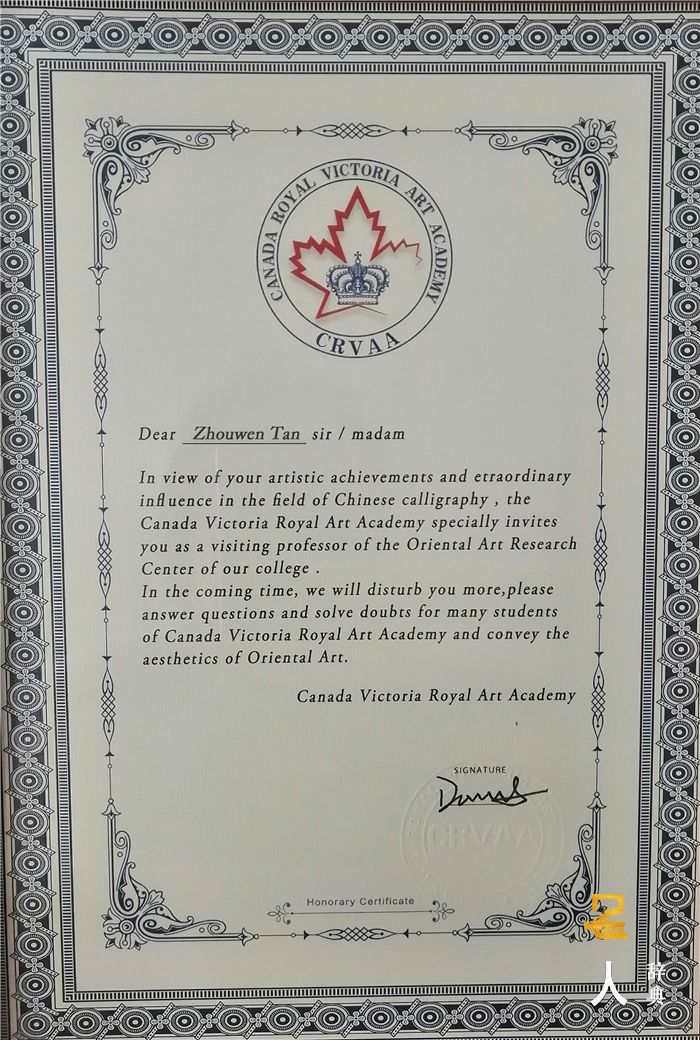 CANADA ROYAL VICTORIA ART ACADEMY
CRVAA
Dear Zhouwen Tan sir / madam
In view of your artistic achievements and etraordinary
influence in the field of Chinese calligraphy , the
Canada Victoria Royal Art Academy specially invites
you as a visiting professor of the Oriental Art Research
Center of our college .
In the coming time, we will disturb you more,please
answer questions and solve doubts for many students
of Canada Victoria Royal Art Academy and convey the
aesthetics of Oriental Art.
Canada Victoria Royal Art Academy
SIGNATURE
CRVAA
Honorary Certificate
人
辞典